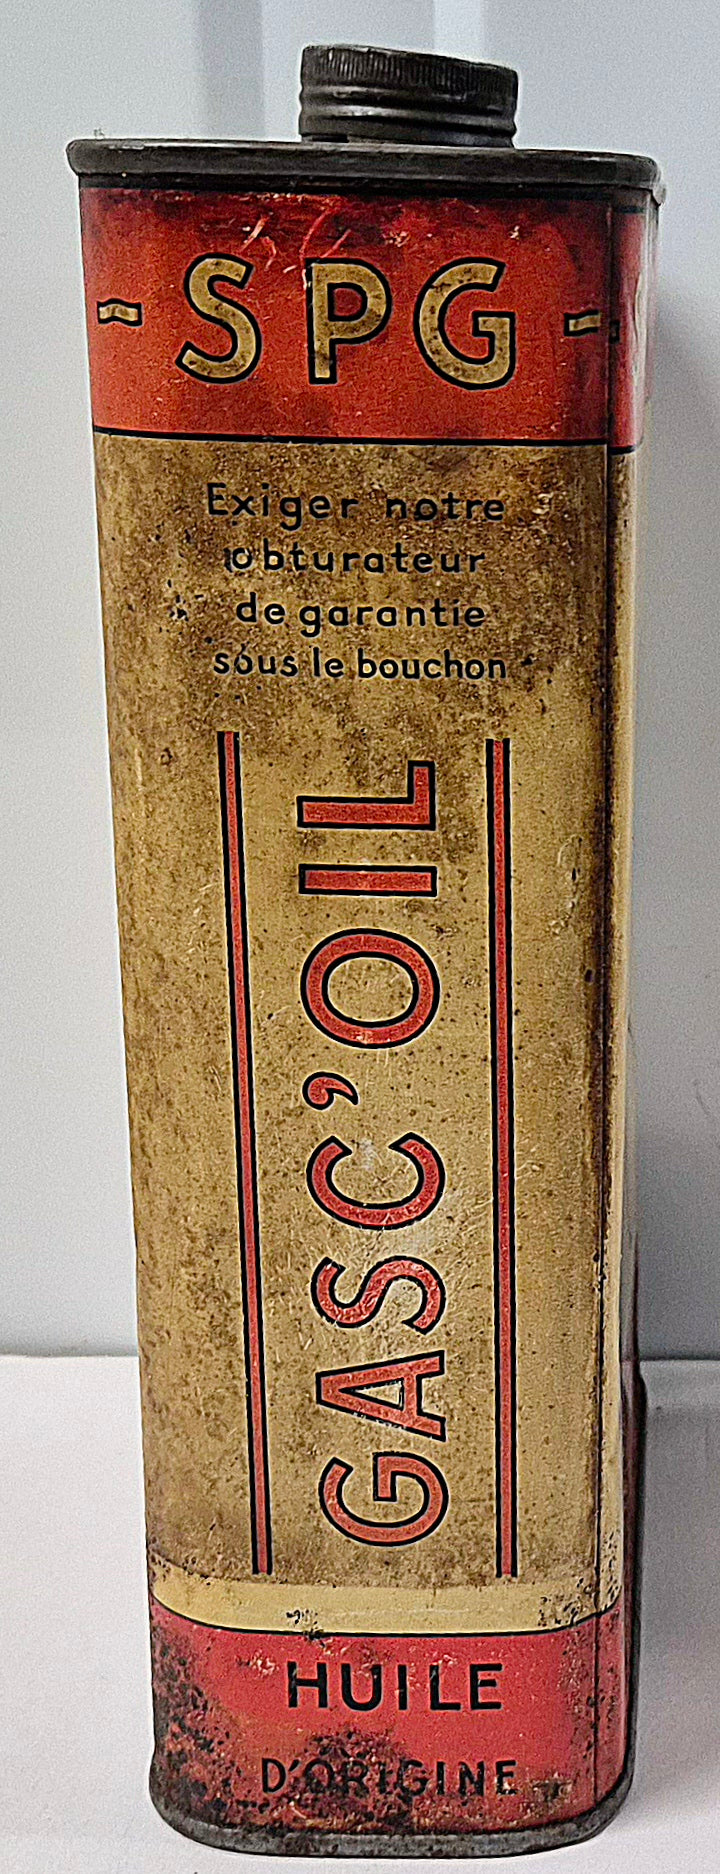 ~ SPG ~
Exiger notre
obturateur
de garantie
sous le bouchon
GASC'OIL
HUILE
D'ORIGINE